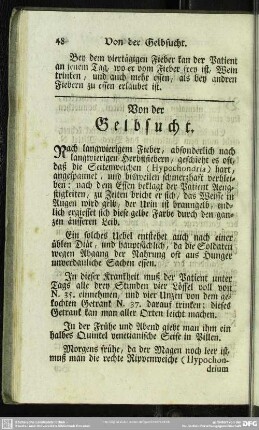 48 Von der Gelbsucht.
Bey dem viertägigen Fieber kan der Patient
an jenem Tag, wo er vom Fieber frey ist, Wein
trinken, und auch mehr essen, als bey andren
Fiebern zu essen erlaubet ist.
Von der
Gelbsucht.
Nach langwierigem Fieber, absonderlich nach
langwierigen Herbstfiebern, geschieht es oft,
daß die Seitenweichen (Hypochondria) hart,
angespannet, und bisweilen schmerzhaft verblei-
ben: nach dem Essen beklagt der Patient Aeng-
stigkeiten, zu Zeiten bricht er sich, das Weisse in
Augen wird gelb, der Urin ist braungelb, end-
lich ergiesset sich diese gelbe Farbe durch den gan-
zen äusseren Leib.
Ein solches Uebel entstehet auch nach einer
üblen Diät, und hauptsächlich, da die Soldaten
wegen Abgang der Nahrung oft aus Hunger
unverdauliche Sachen essen.
In dieser Krankheit muß der Patient unter
Tags alle drey Stunden vier Löffel voll von
N. 35. einnehmen, und vier Unzen von dem ge-
kochten Getrank N. 37. darauf trinken: dieses
Getrank kan man aller Orten leicht machen.
In der Frühe und Abend giebt man ihm ein
halbes Quintel venetianische Seife in Pillen.
Morgens frühe, da der Magen noch leer ist,
muß man die rechte Rippenweiche (Hypochon-
drium